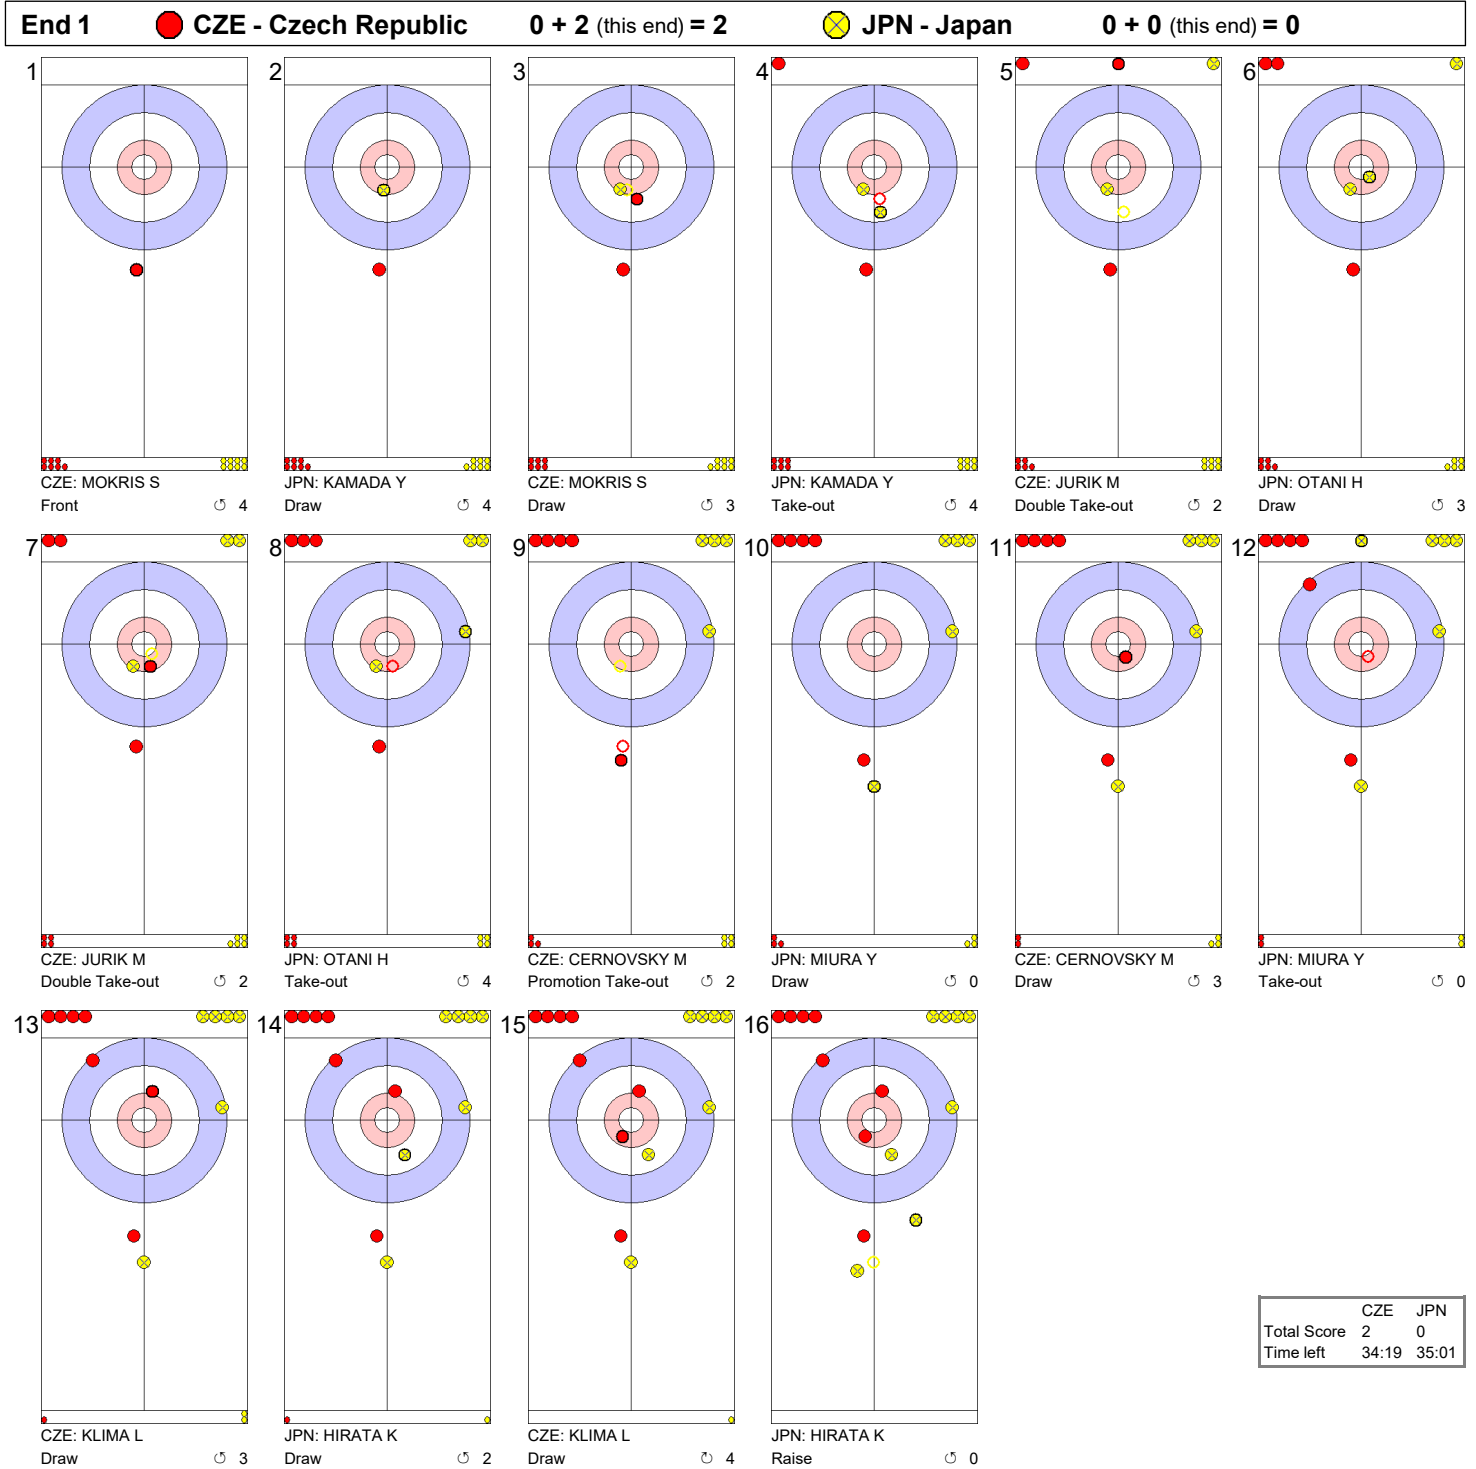 End 1 CZE - Czech Republic 0 + 2 (this end) = 2 JPN - Japan 0 + 0 (this end) = 0
1 2 3 4 5 6
CZE: MOKRIS S JPN: KAMADA Y CZE: MOKRIS S JPN: KAMADA Y CZE: JURIK M JPN: OTANI H
Front 4 Draw 4 Draw 3 Take-out 4 Double Take-out 2 Draw 3
7 8 9 10 11 12
CZE: JURIK M JPN: OTANI H CZE: CERNOVSKY M JPN: MIURA Y CZE: CERNOVSKY M JPN: MIURA Y
Double Take-out 2 Take-out 4 Promotion Take-out 2 Draw 0 Draw 3 Take-out 0
13 14 15 16
CZE JPN
Total Score 2 0
Time left 34:19 35:01
CZE: KLIMA L JPN: HIRATA K CZE: KLIMA L JPN: HIRATA K
Draw 3 Draw 2 Draw 4 Raise 0